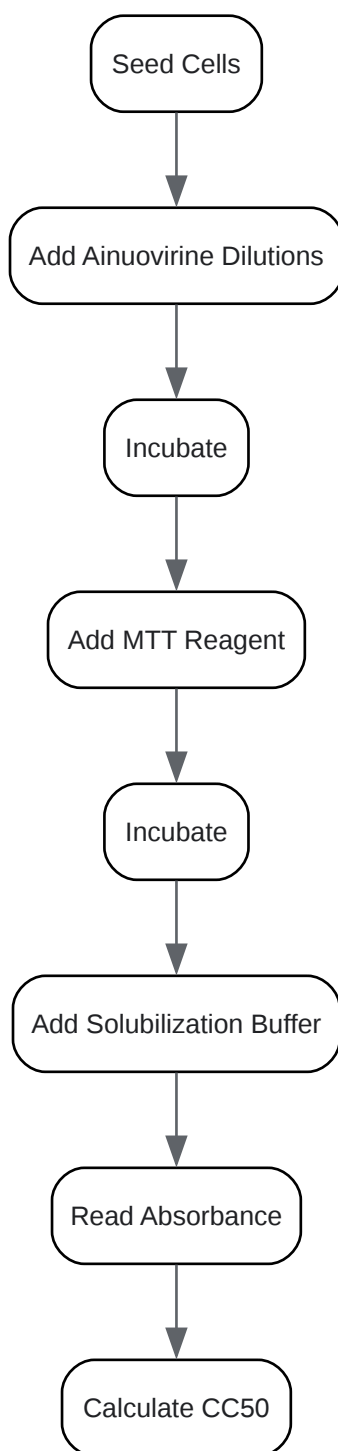 Seed Cells
Add Ainuovirine Dilutions
Incubate
Add MTT Reagent
Incubate
Add Solubilization Buffer
Read Absorbance
Calculate CC50